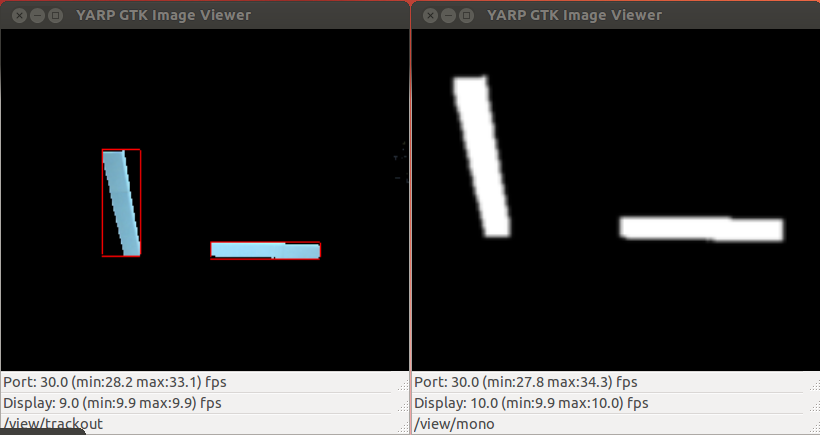 YARP GTK Image Viewer
Port: 30.0 (min:28.2 max:33.1) fps
Display: 9.0 (min:9.9 max:9.9) fps
/view/trackout
YARP GTK Image Viewer
Port: 30.0 (min:27.8 max:34.3) fps
Display: 10.0 (min:9.9 max:10.0) fps
/view/mono